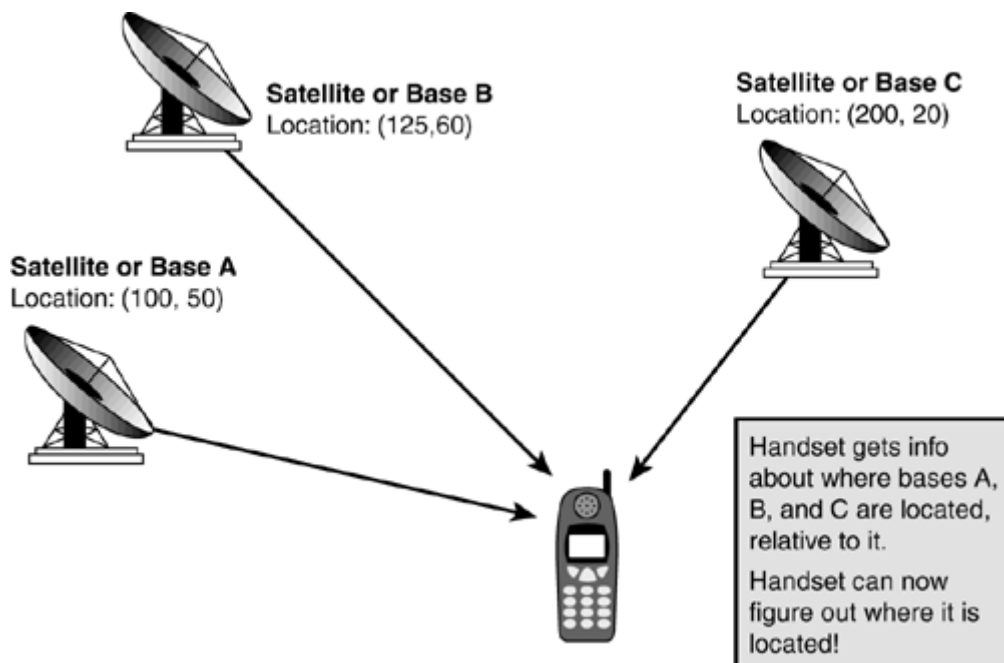 Satellite or Base B
Location: (125,60)
Satellite or Base C
Location: (200, 20)
Satellite or Base A
Location: (100, 50)
Handset gets info
about where bases A,
B, and C are located,
relative to it.
Handset can now
figure out where it is
located!